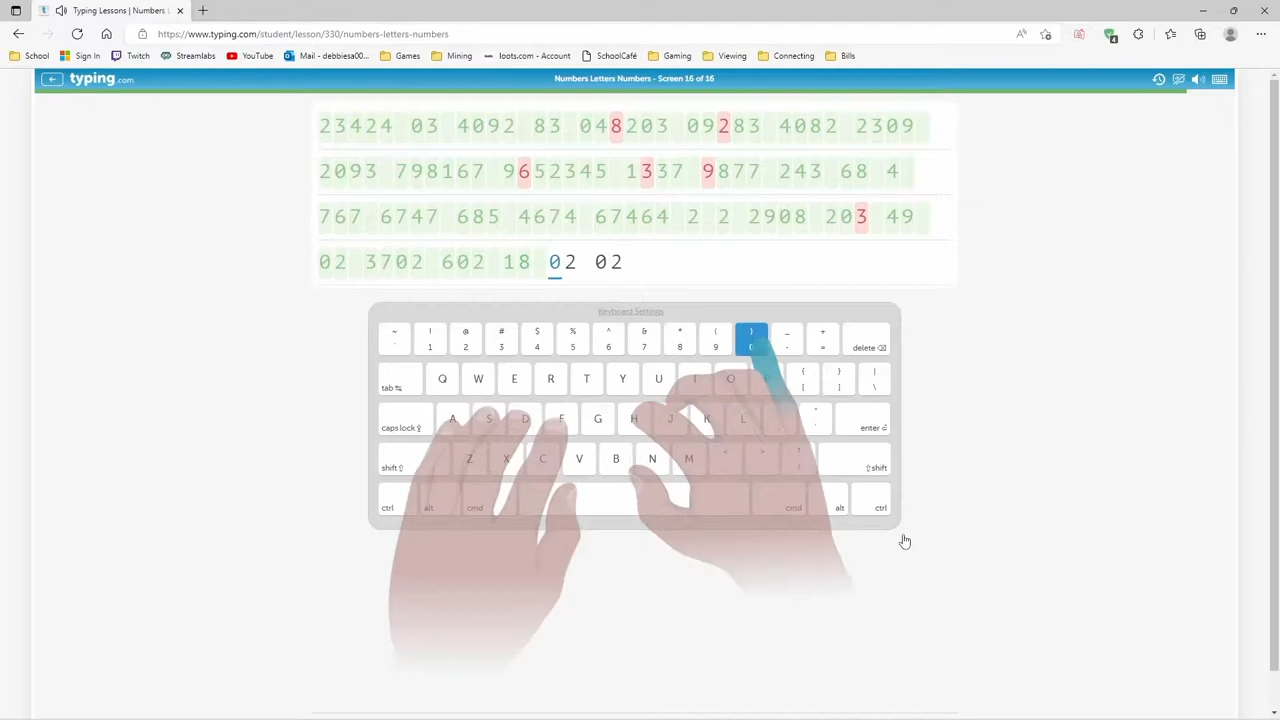 Typing Lessons | Numbers L
https://www.typing.com/student/lesson/330/numbers-letters-numbers
School Sign In Twitch Streamlabs YouTube Mail - debbiesa00... Games Mining loots.com - Account SchoolCafé Gaming Viewing Connecting Bills
typing.com Numbers Letters Numbers - Screen 16 of 16
23424 03 4092 83 048203 09283 4082 2309
2093 798167 9652345 1337 9877 243 68 4
767 6747 685 4674 67464 2 2 2908 203 49
02 3702 602 18 02 02
Keyboard Settings
~ ! @ # $ % ^ & * ( ) _ +
` 1 2 3 4 5 6 7 8 9 0 - = delete
tab Q W E R T Y U I O P { } |
[ ] \
caps lock A S D F G H J K L " enter
shift Z X C V B N M < > ? shift
/
ctrl alt cmd cmd alt ctrl